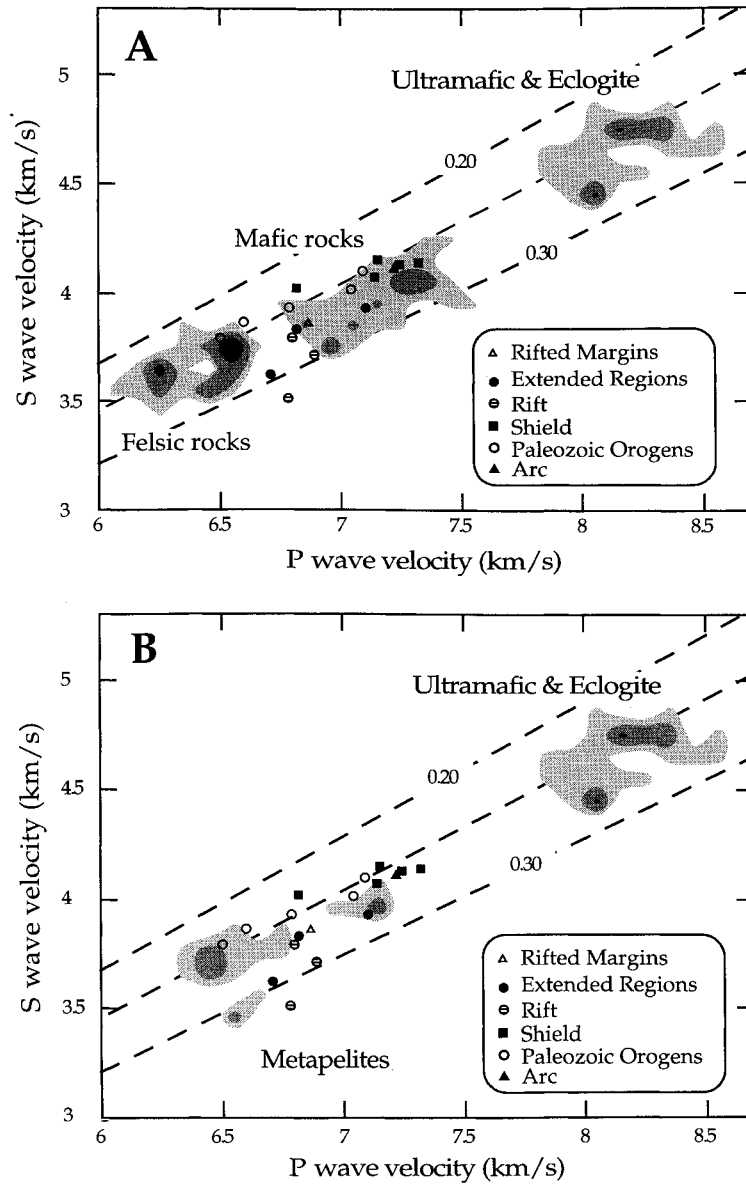 A
Ultramafic & Eclogite
0.20
Mafic rocks
0.30
Felsic rocks
Rifted Margins
Extended Regions
Rift
Shield
Paleozoic Orogens
Arc
5
4.5
4
3.5
3
S wave velocity (km/s)
6 6.5 7 7.5 8 8.5
P wave velocity (km/s)
B
Ultramafic & Eclogite
0.20
0.30
Metapelites
Rifted Margins
Extended Regions
Rift
Shield
Paleozoic Orogens
Arc
5
4.5
4
3.5
3
S wave velocity (km/s)
6 6.5 7 7.5 8 8.5
P wave velocity (km/s)